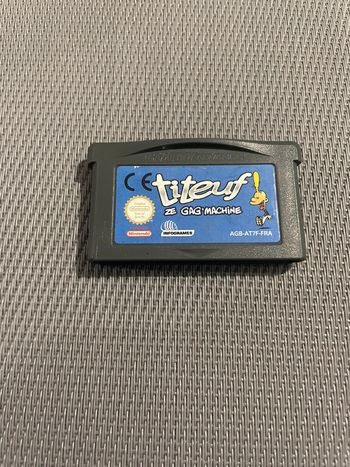 CE
titeuf
ZE GAG'MACHINE
Nintendo
INFOGRAMES
AGB-AT7F-FRA